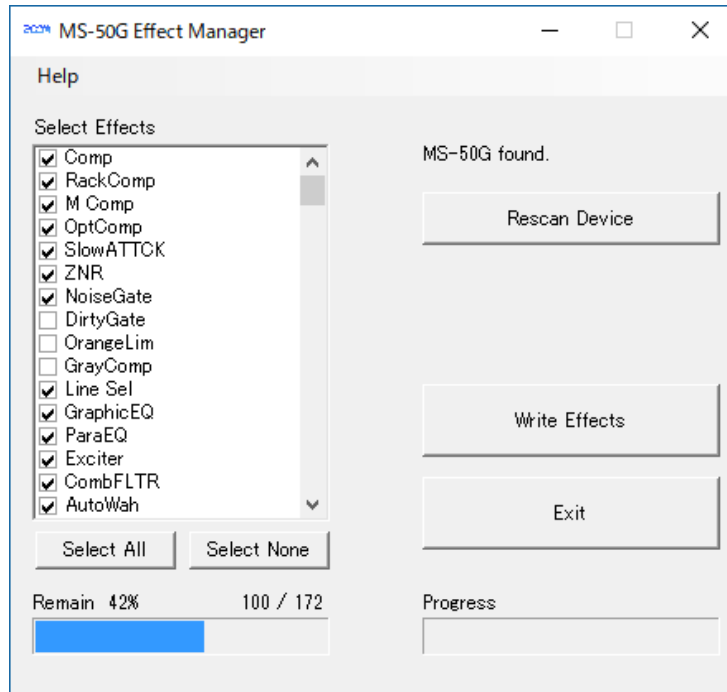 ZOOM MS-50G Effect Manager
Help
Select Effects
Comp
RackComp
M Comp
OptComp
SlowATTCK
ZNR
NoiseGate
DirtyGate
OrangeLim
GrayComp
Line Sel
GraphicEQ
ParaEQ
Exciter
CombFLTR
AutoWah
Select All
Select None
Remain 42%
100 / 172
MS-50G found.
Rescan Device
Write Effects
Exit
Progress